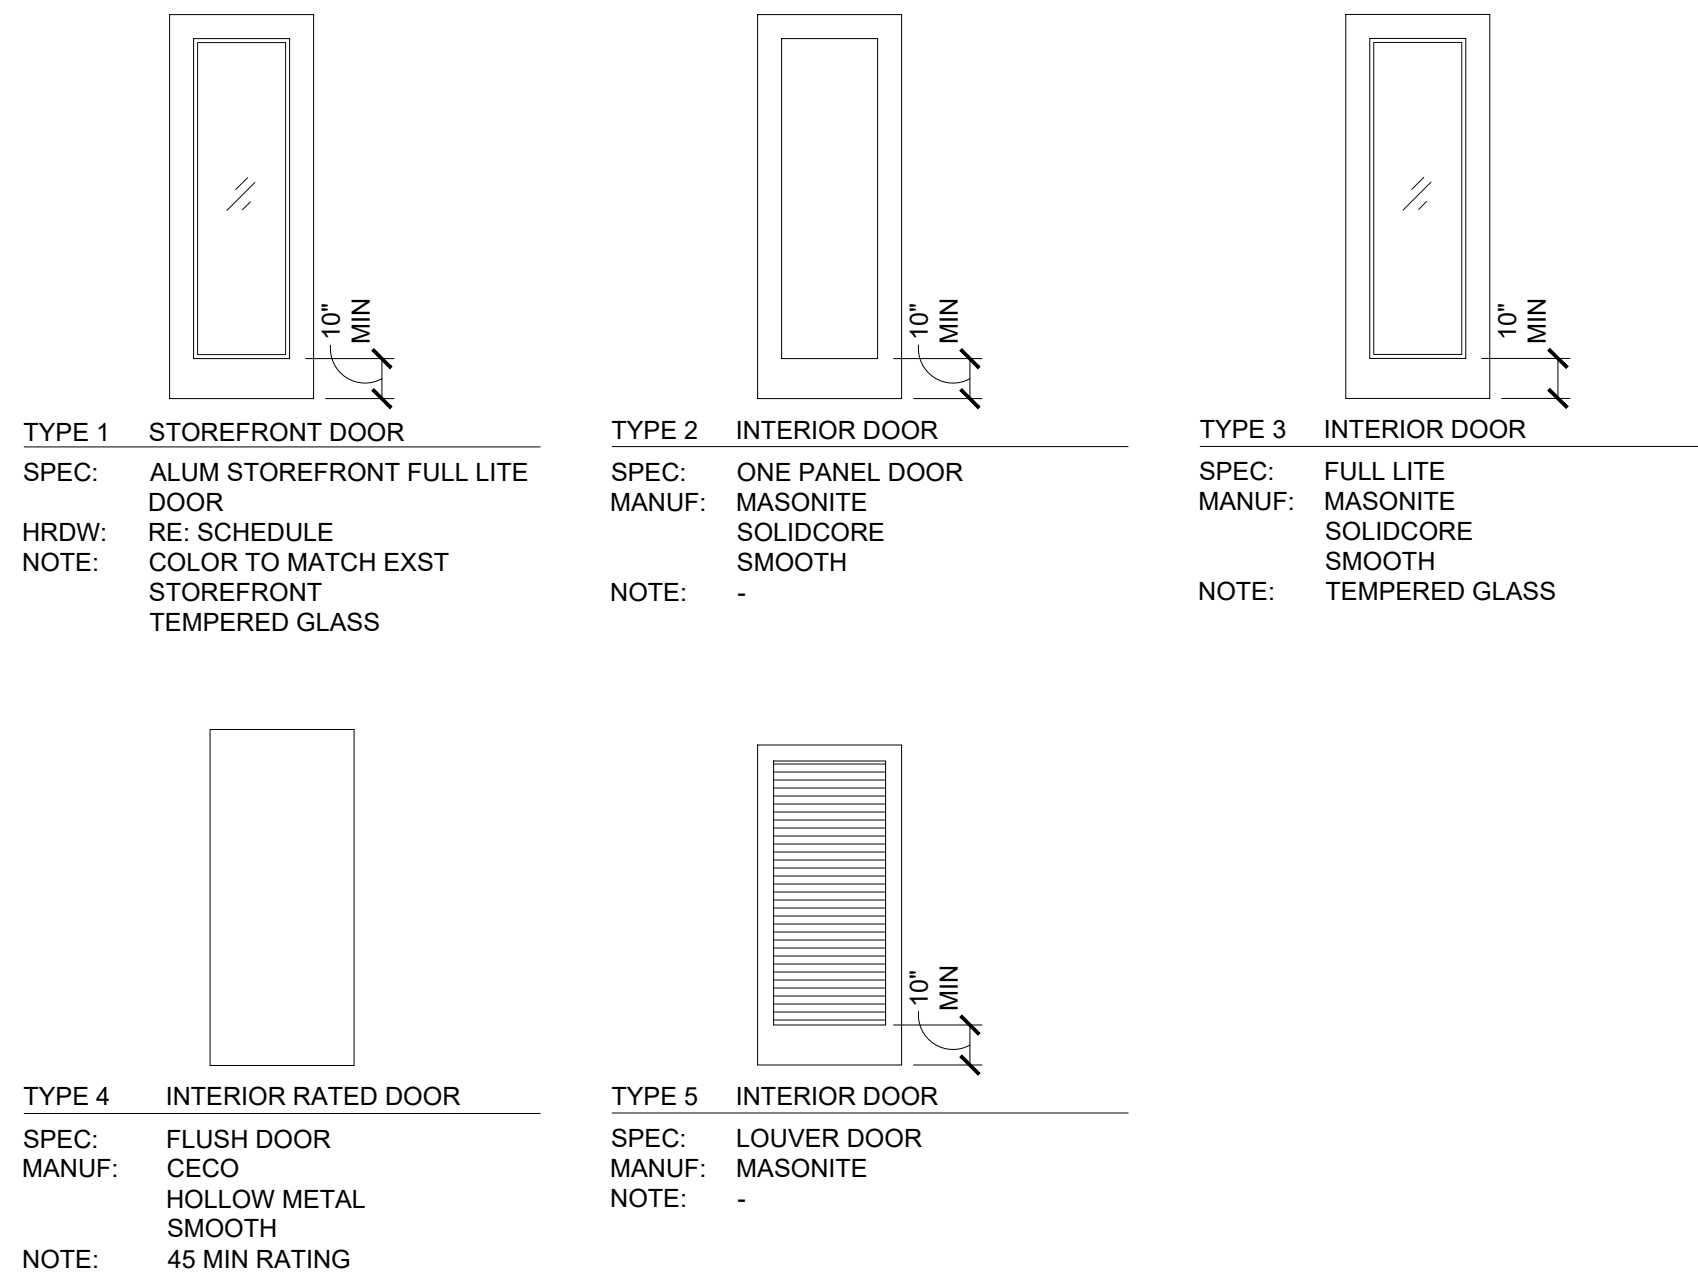 10"
MIN
TYPE 1 STOREFRONT DOOR
SPEC: ALUM STOREFRONT FULL LITE
DOOR
HRDW: RE: SCHEDULE
NOTE: COLOR TO MATCH EXST
STOREFRONT
TEMPERED GLASS
10"
MIN
TYPE 2 INTERIOR DOOR
SPEC: ONE PANEL DOOR
MANUF: MASONITE
SOLIDCORE
SMOOTH
NOTE: -
10"
MIN
TYPE 3 INTERIOR DOOR
SPEC: FULL LITE
MANUF: MASONITE
SOLIDCORE
SMOOTH
NOTE: TEMPERED GLASS
TYPE 4 INTERIOR RATED DOOR
SPEC: FLUSH DOOR
MANUF: CECO
HOLLOW METAL
SMOOTH
NOTE: 45 MIN RATING
10"
MIN
TYPE 5 INTERIOR DOOR
SPEC: LOUVER DOOR
MANUF: MASONITE
NOTE: -